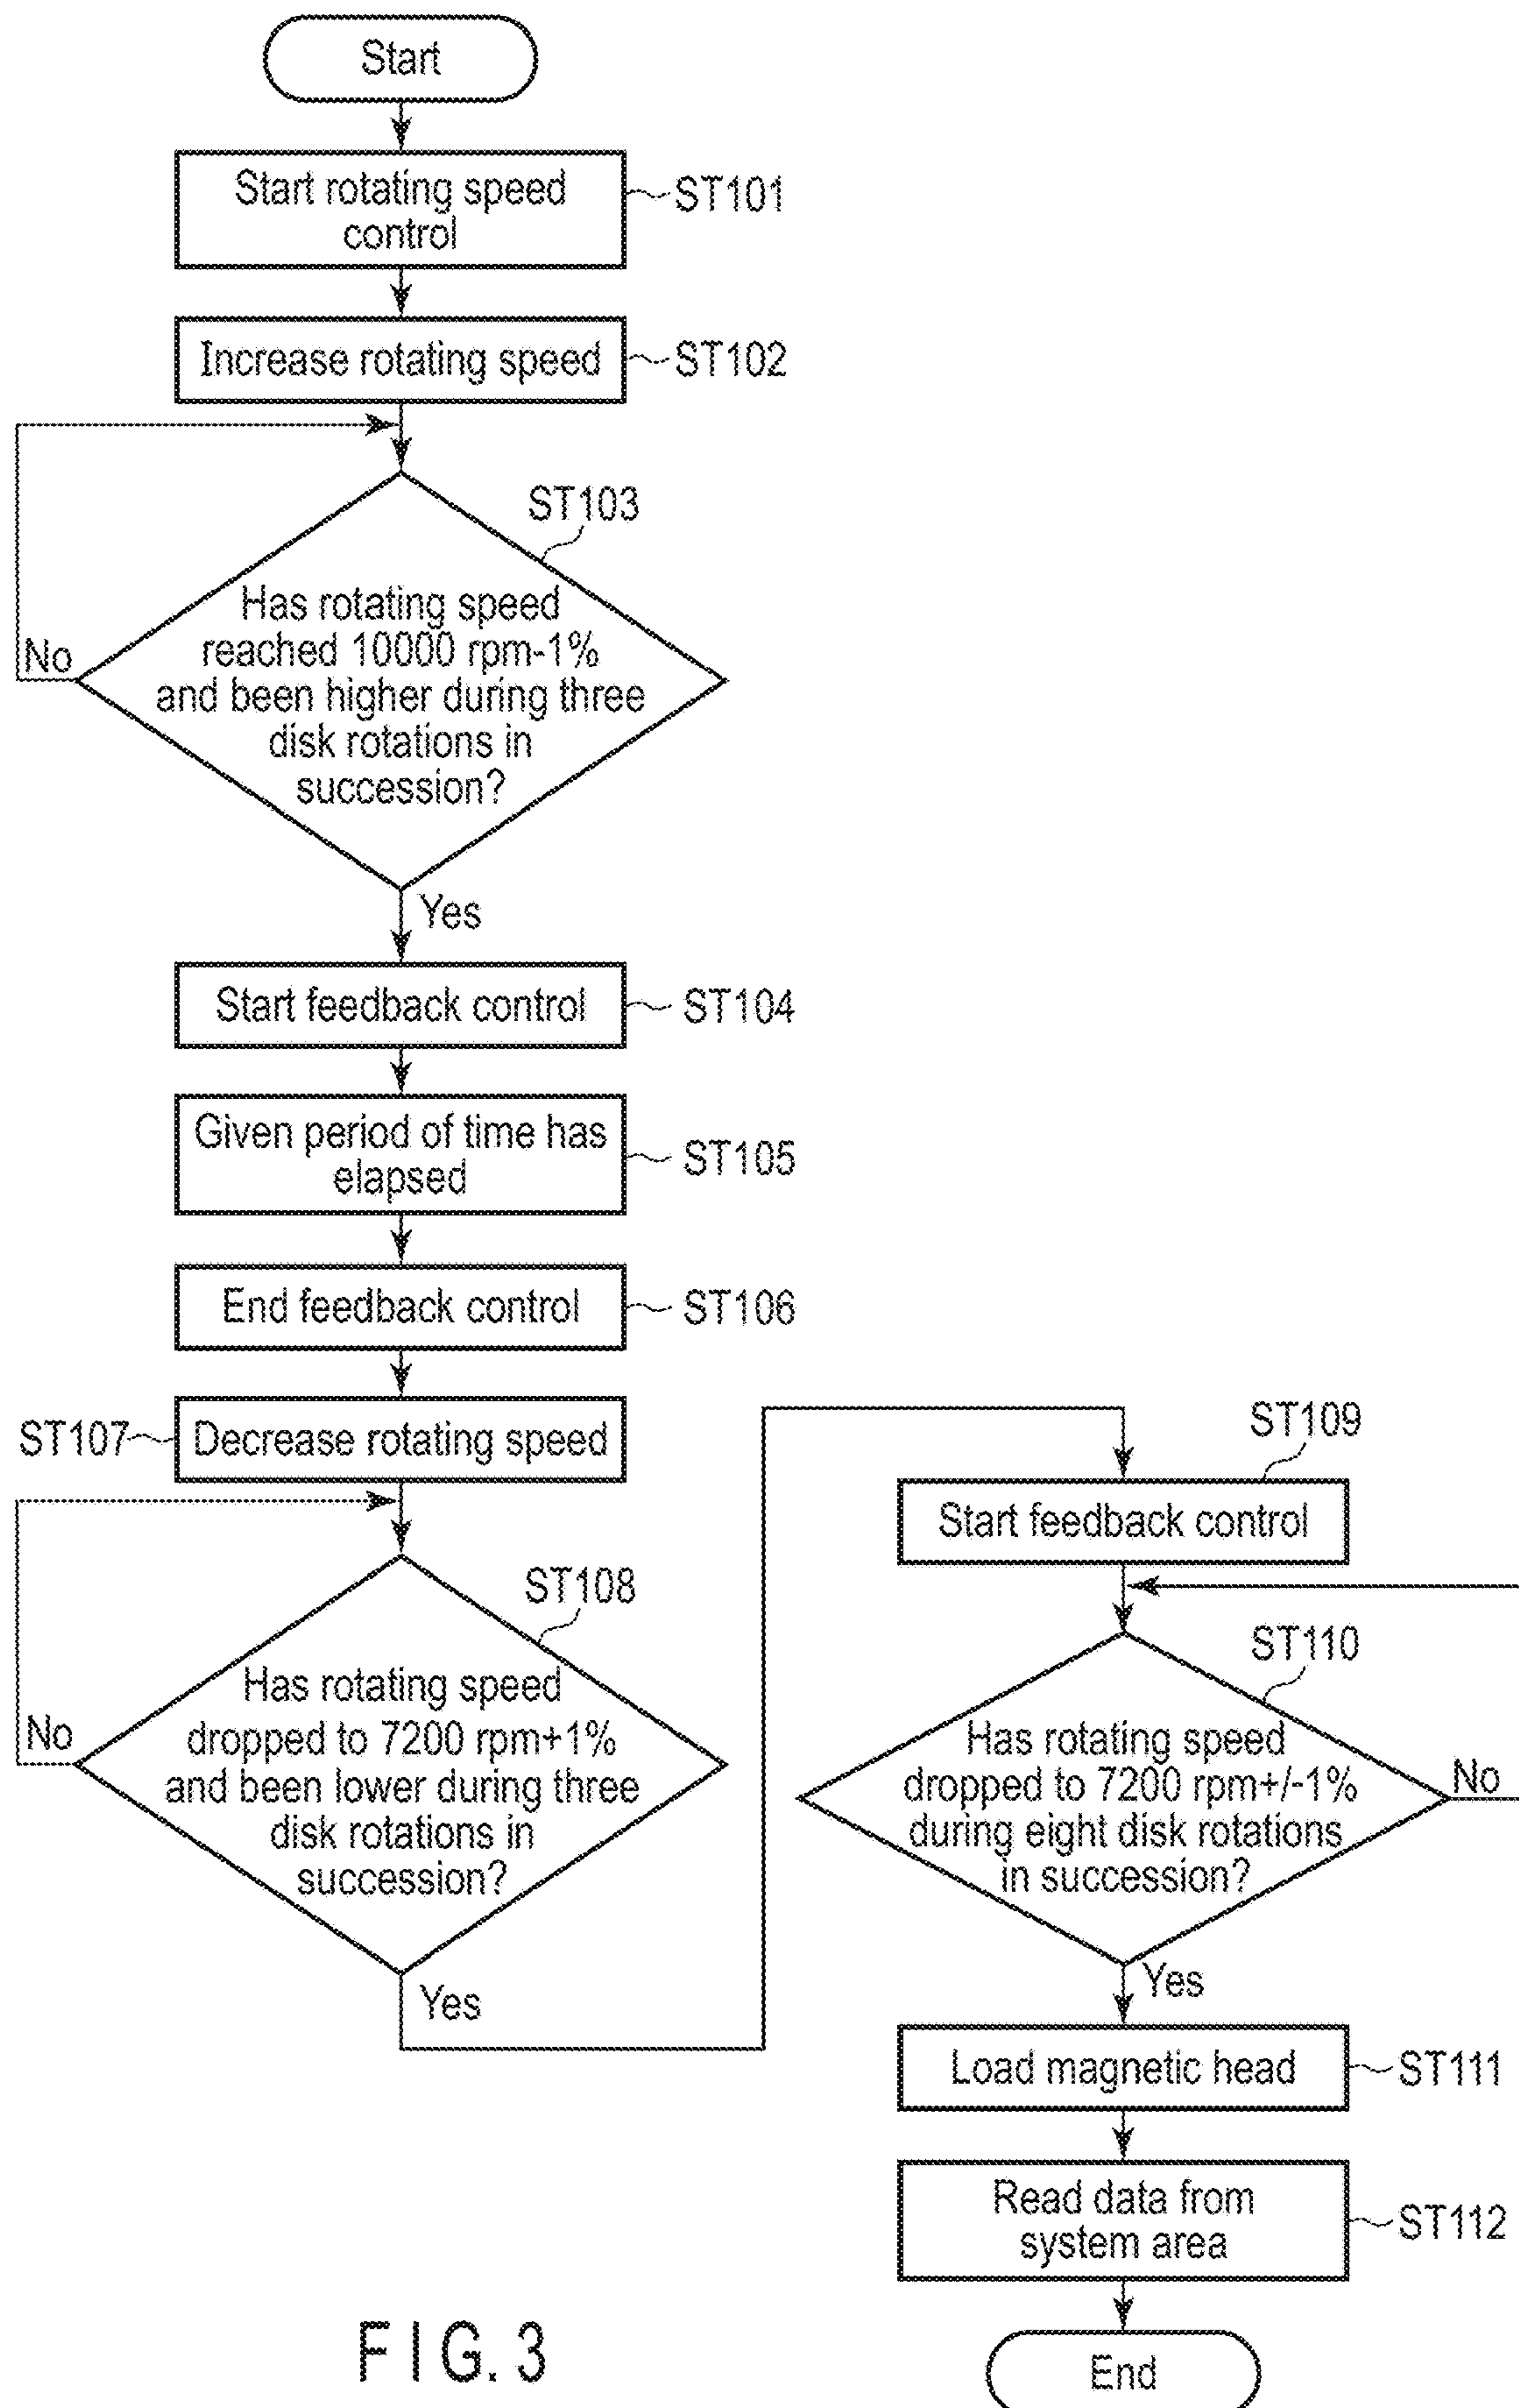 Start
Start rotating speed
control
ST101
Increase rotating speed
ST102
ST103
Has rotating speed
reached 10000 rpm-1%
and been higher during three
disk rotations in
succession?
No
Yes
Start feedback control
ST104
Given period of time has
elapsed
ST105
End feedback control
ST106
ST107
Decrease rotating speed
ST108
Has rotating speed
dropped to 7200 rpm+1%
and been lower during three
disk rotations in
succession?
No
Yes
ST109
Start feedback control
ST110
Has rotating speed
dropped to 7200 rpm+/-1%
during eight disk rotations
in succession?
No
Yes
Load magnetic head
ST111
Read data from
system area
ST112
End
FIG. 3